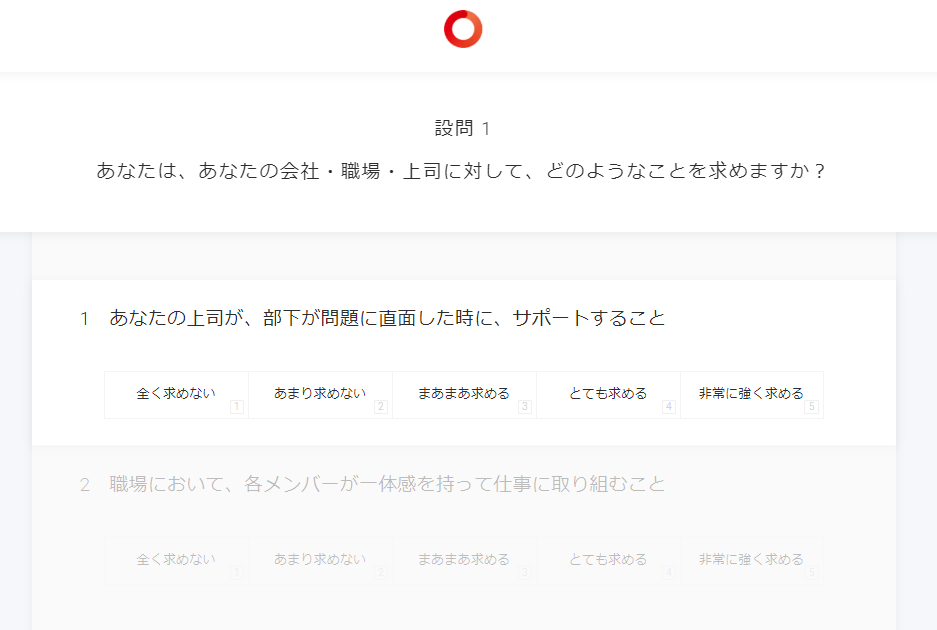 設問 1
あなたは、あなたの会社・職場・上司に対して、どのようなことを求めますか？
1 あなたの上司が、部下が問題に直面した時に、サポートすること
全く求めない 1 あまり求めない 2 まあまあ求める 3 とても求める 4 非常に強く求める 5
2 職場において、各メンバーが一体感を持って仕事に取り組むこと
全く求めない 1 あまり求めない 2 まあまあ求める 3 とても求める 4 非常に強く求める 5